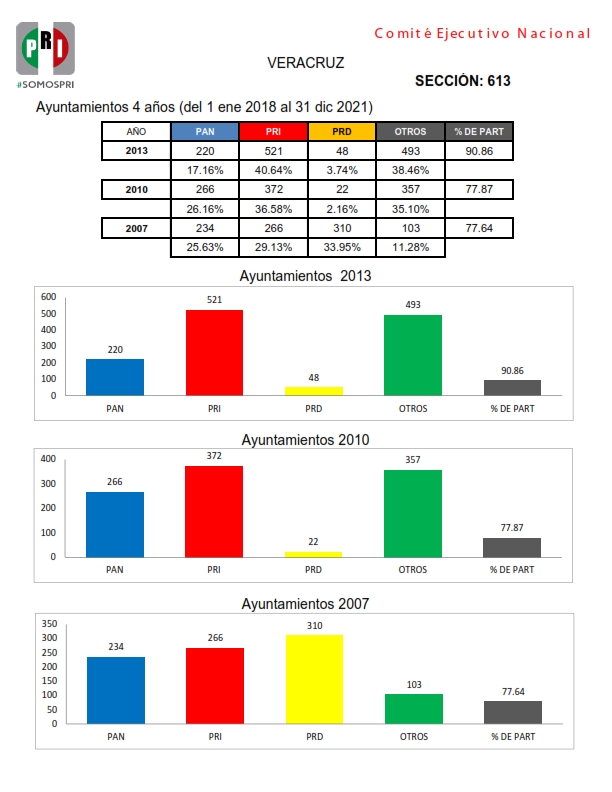 Comité Ejecutivo Nacional
PRI
#SOMOSPRI
VERACRUZ
SECCIÓN: 613
Ayuntamientos 4 años (del 1 ene 2018 al 31 dic 2021)
AÑO PAN PRI PRD OTROS % DE PART
2013 220 521 48 493 90.86
17.16% 40.64% 3.74% 38.46%
2010 266 372 22 357 77.87
26.16% 36.58% 2.16% 35.10%
2007 234 266 310 103 77.64
25.63% 29.13% 33.95% 11.28%
Ayuntamientos 2013
600
500
400
300
200
100
0
220 521 48 493 90.86
PAN PRI PRD OTROS % DE PART
Ayuntamientos 2010
400
300
200
100
0
266 372 22 357 77.87
PAN PRI PRD OTROS % DE PART
Ayuntamientos 2007
350
300
250
200
150
100
50
0
234 266 310 103 77.64
PAN PRI PRD OTROS % DE PART